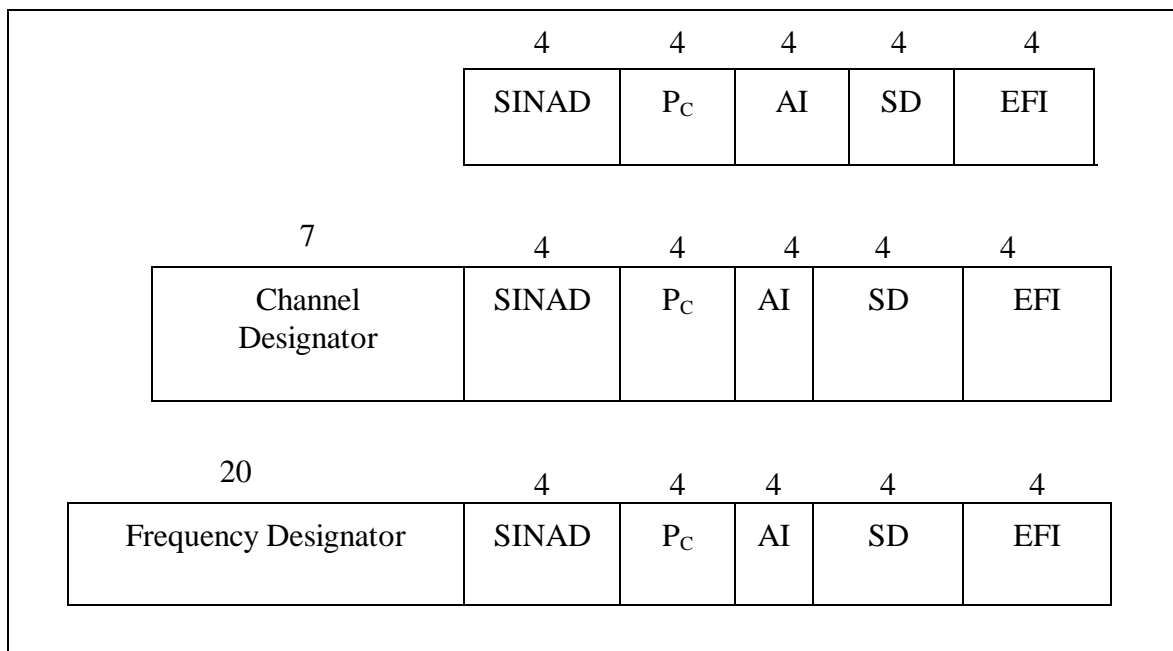 4 4 4 4 4
SINAD P_C AI SD EFI
7 4 4 4 4 4
Channel SINAD P_C AI SD EFI
Designator
20 4 4 4 4 4
Frequency Designator SINAD P_C AI SD EFI